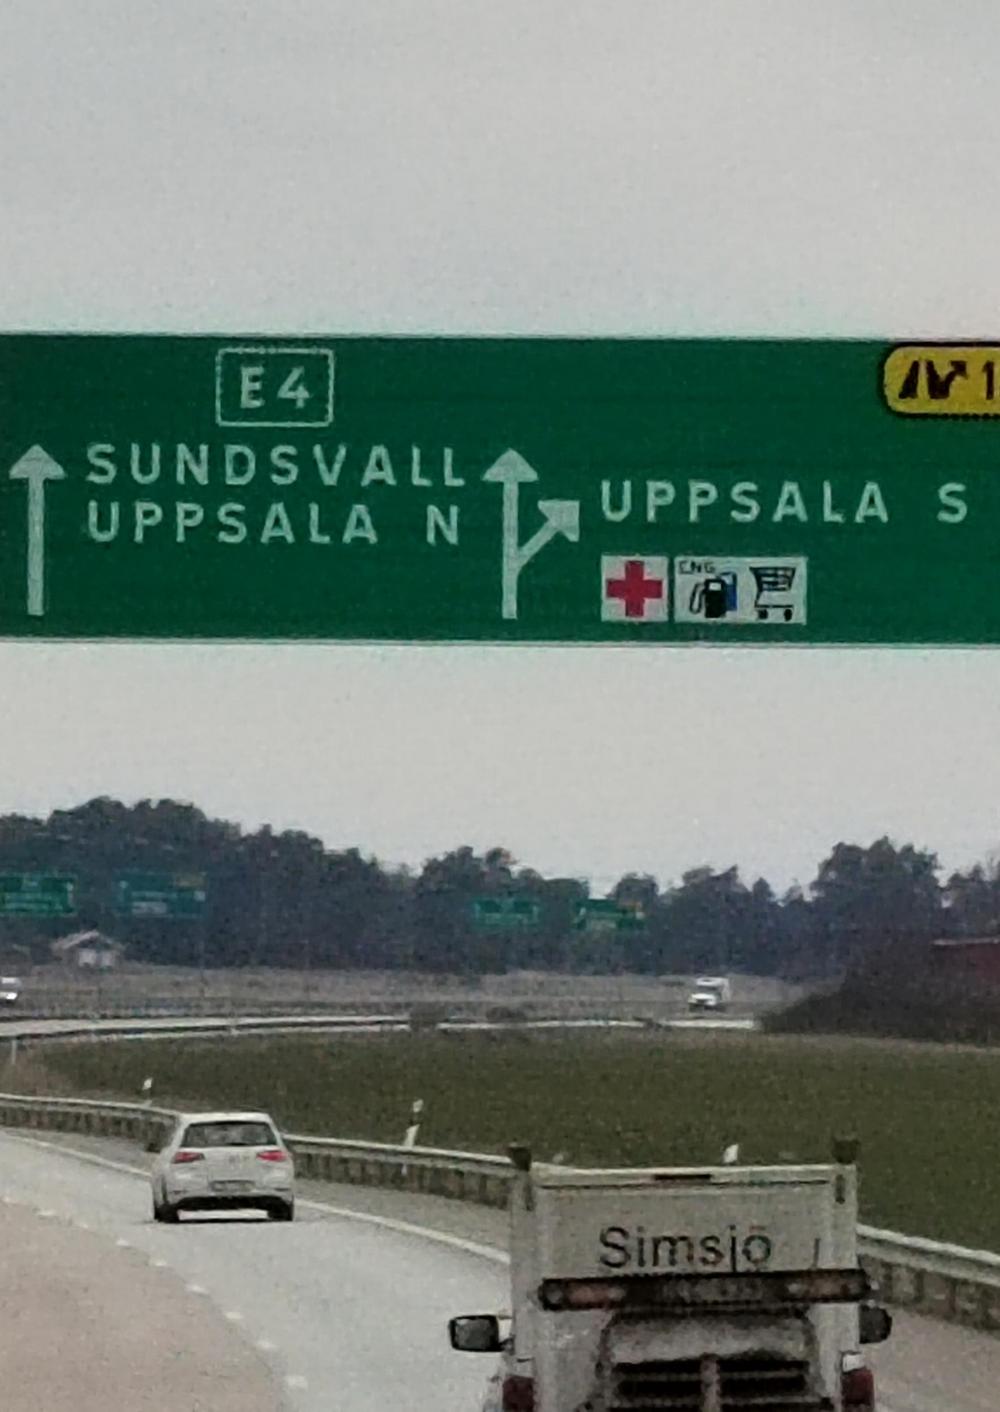 E4
SUNDSVALL
UPPSALA N
UPPSALA S
CNG
Simsjö